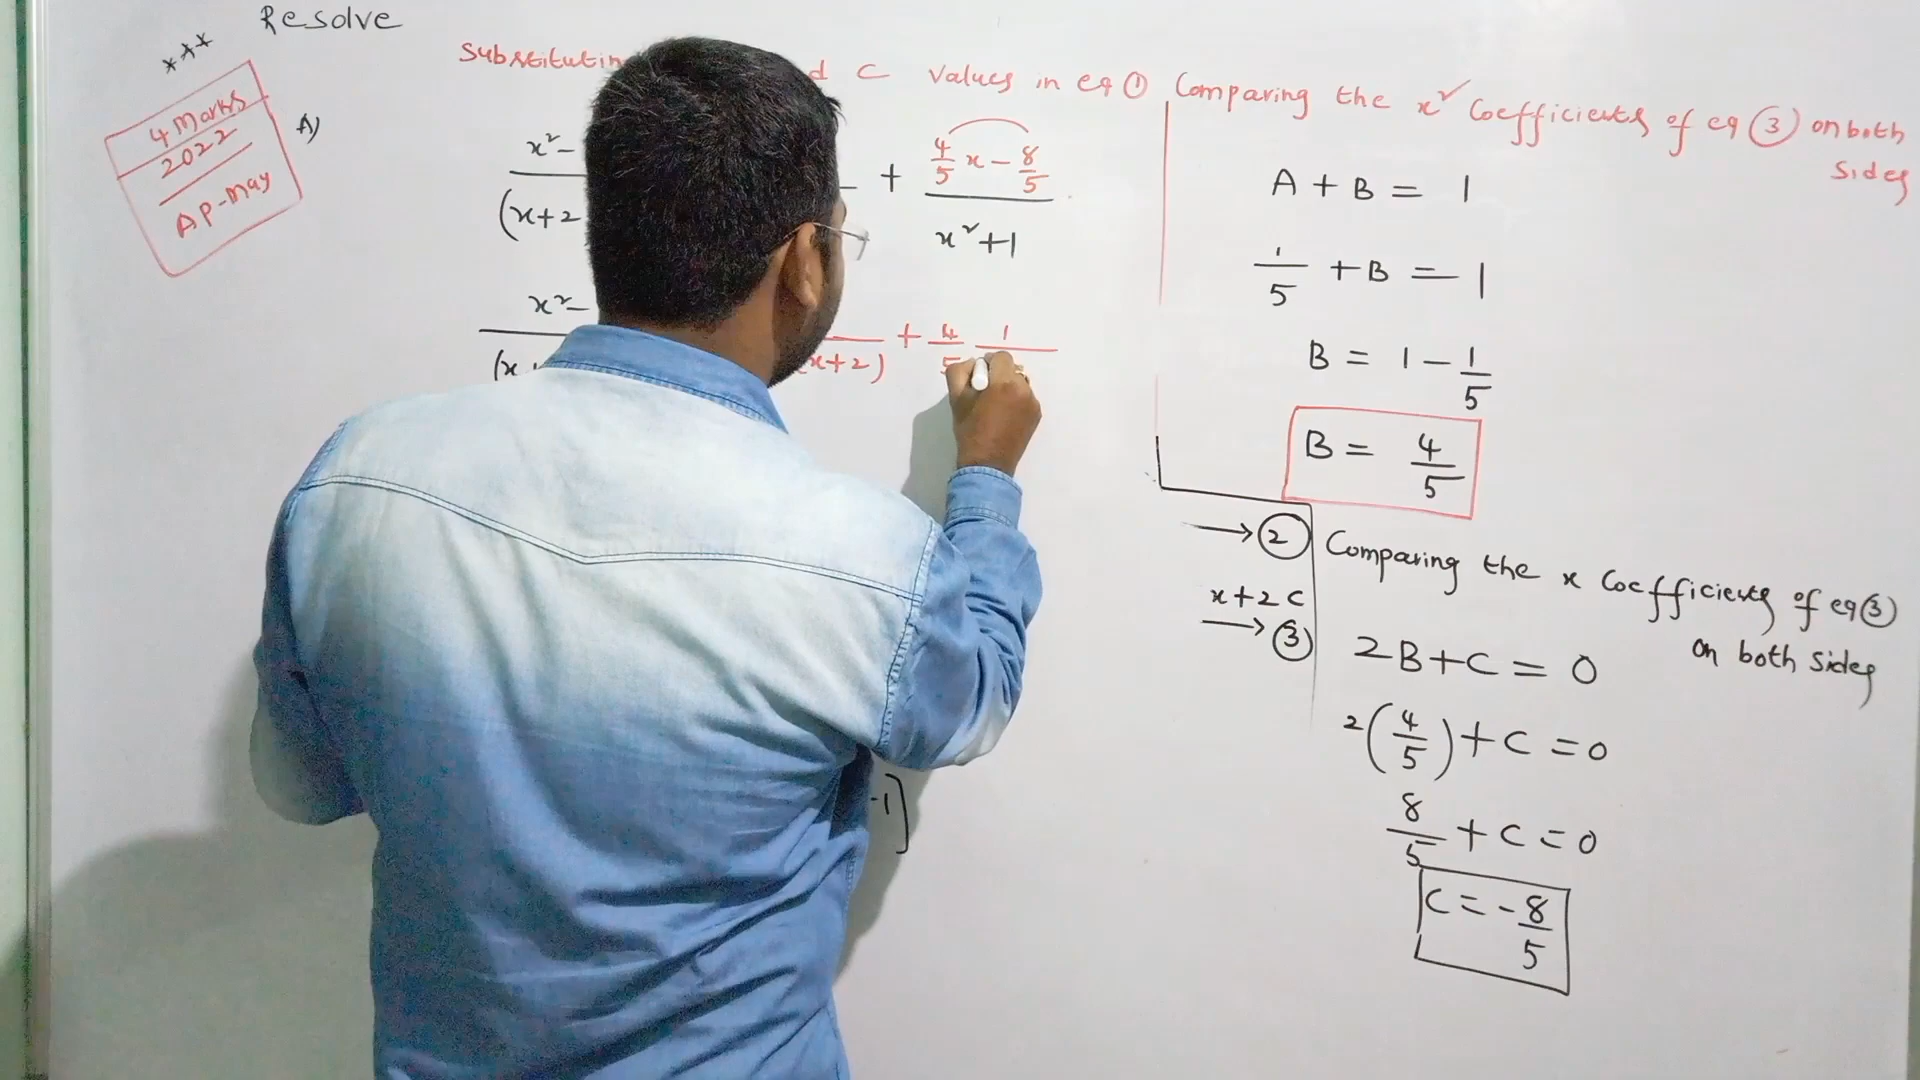 Resolve
***
4 Marks
2022
AP-May
A)
d C values in eq ①
x² -
(x+2
+
4/5 x - 8/5
x²+1
x² -
(x
x+2)
+ 4/5
1
-1]
Comparing the x² Coefficients of eq ③ on both
sides
A + B = 1
1/5 + B = 1
B = 1 - 1/5
B = 4/5
→ ②
x+2C
→ ③
Comparing the x Coefficients of eq ③
on both sides
2B + C = 0
2(4/5) + C = 0
8/5 + C = 0
C = -8/5